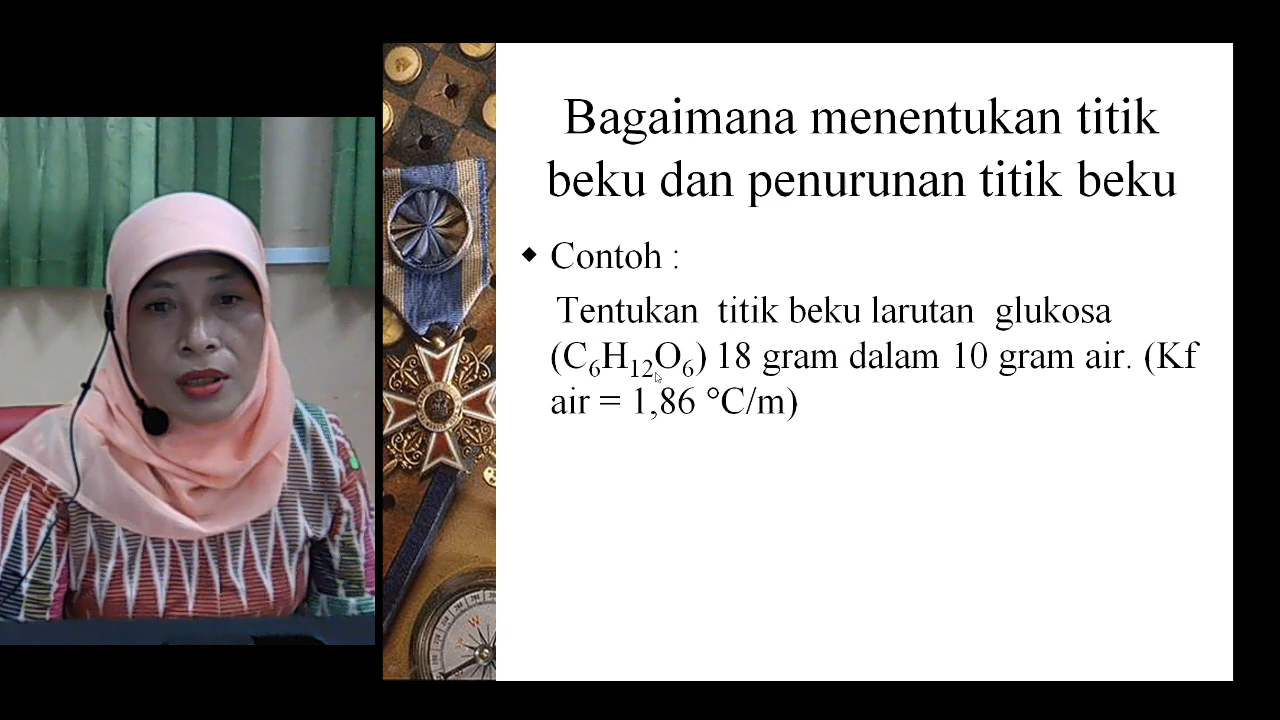 Bagaimana menentukan titik
beku dan penurunan titik beku
◆ Contoh :
Tentukan titik beku larutan glukosa
(C₆H₁₂O₆) 18 gram dalam 10 gram air. (Kf
air = 1,86 °C/m)